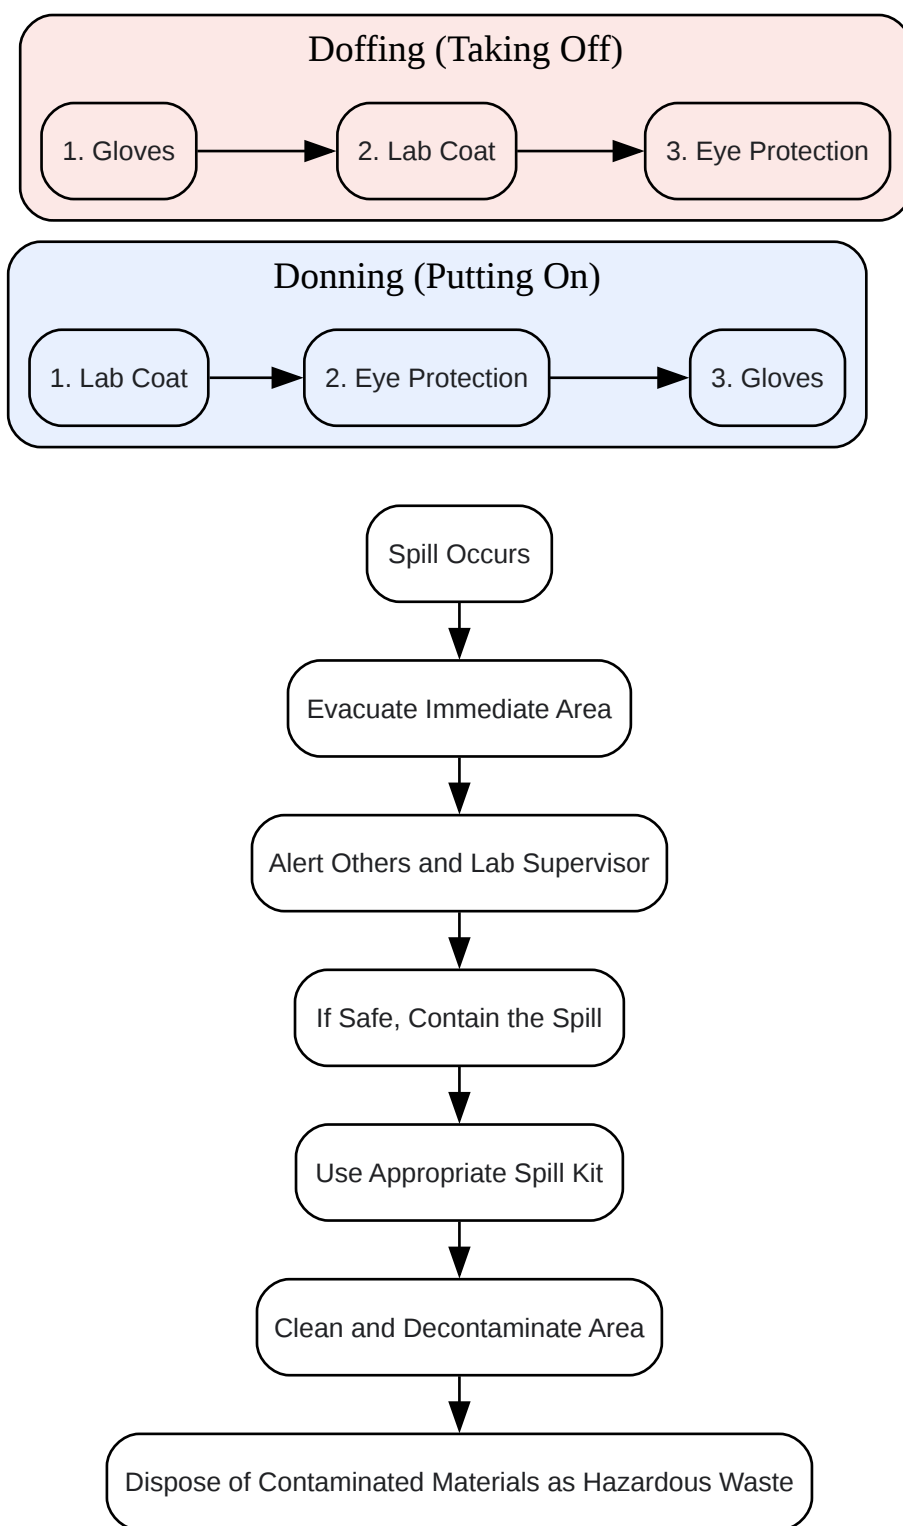 Doffing (Taking Off)
1. Gloves
2. Lab Coat
3. Eye Protection
Donning (Putting On)
1. Lab Coat
2. Eye Protection
3. Gloves
Spill Occurs
Evacuate Immediate Area
Alert Others and Lab Supervisor
If Safe, Contain the Spill
Use Appropriate Spill Kit
Clean and Decontaminate Area
Dispose of Contaminated Materials as Hazardous Waste